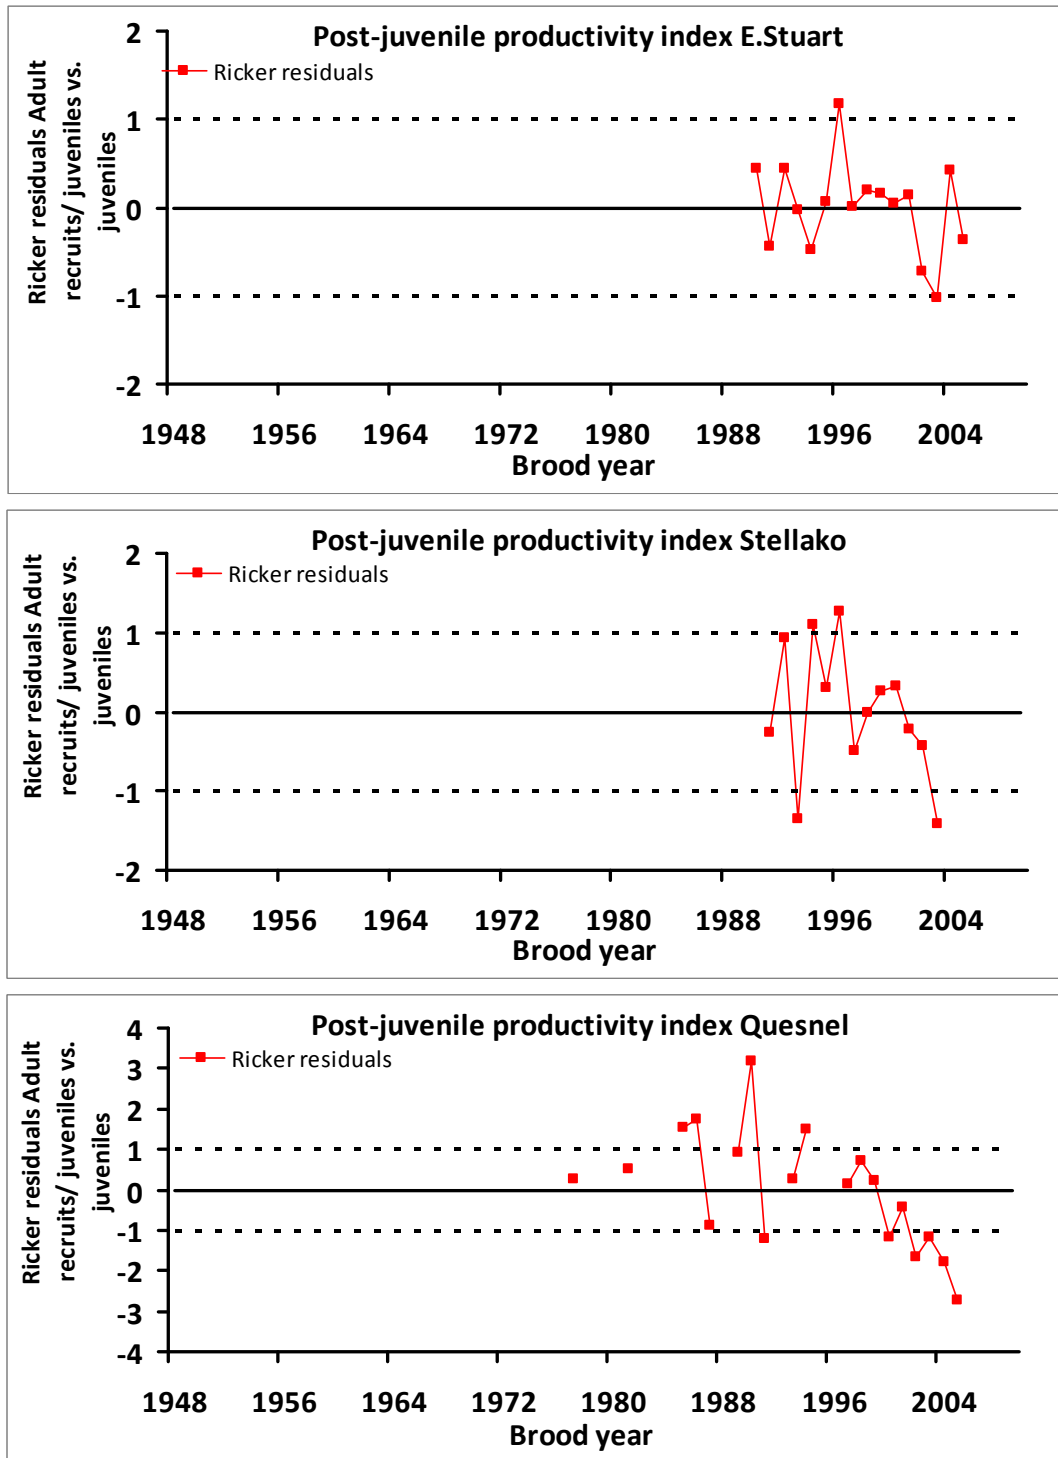 Post-juvenile productivity index E.Stuart
Ricker residuals
Ricker residuals Adult
recruits/ juveniles vs.
juveniles
2
1
0
-1
-2
1948 1956 1964 1972 1980 1988 1996 2004
Brood year
Post-juvenile productivity index Stellako
Ricker residuals
Ricker residuals Adult
recruits/ juveniles vs.
juveniles
2
1
0
-1
-2
1948 1956 1964 1972 1980 1988 1996 2004
Brood year
Post-juvenile productivity index Quesnel
Ricker residuals
Ricker residuals Adult
recruits/ juveniles vs.
juveniles
4
3
2
1
0
-1
-2
-3
-4
1948 1956 1964 1972 1980 1988 1996 2004
Brood year